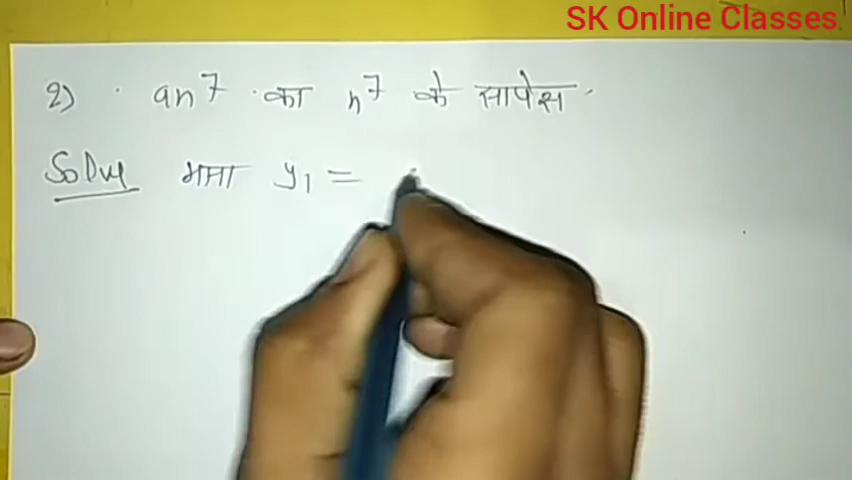 SK Online Classes
2) an⁷ का n⁷ के सापेक्ष
Solve माना y₁ =